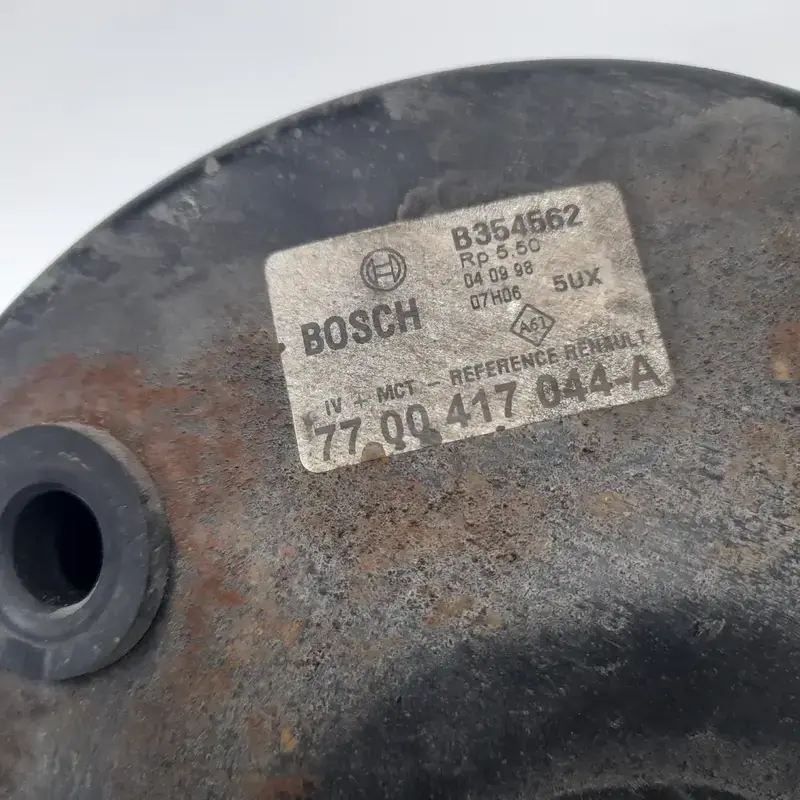 B354562
Rp 5.50
04 09 98
07H06 5UX
BOSCH
A61
IV + MCT - REFERENCE RENAULT
77 00 417 044-A